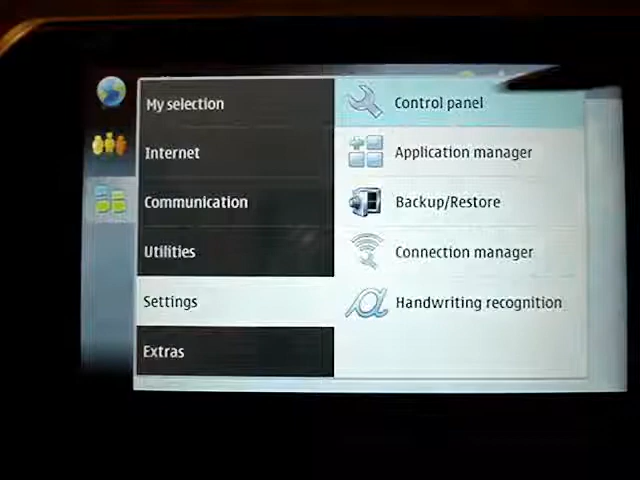 My selection
Internet
Communication
Utilities
Settings
Extras
Control panel
Application manager
Backup/Restore
Connection manager
Handwriting recognition